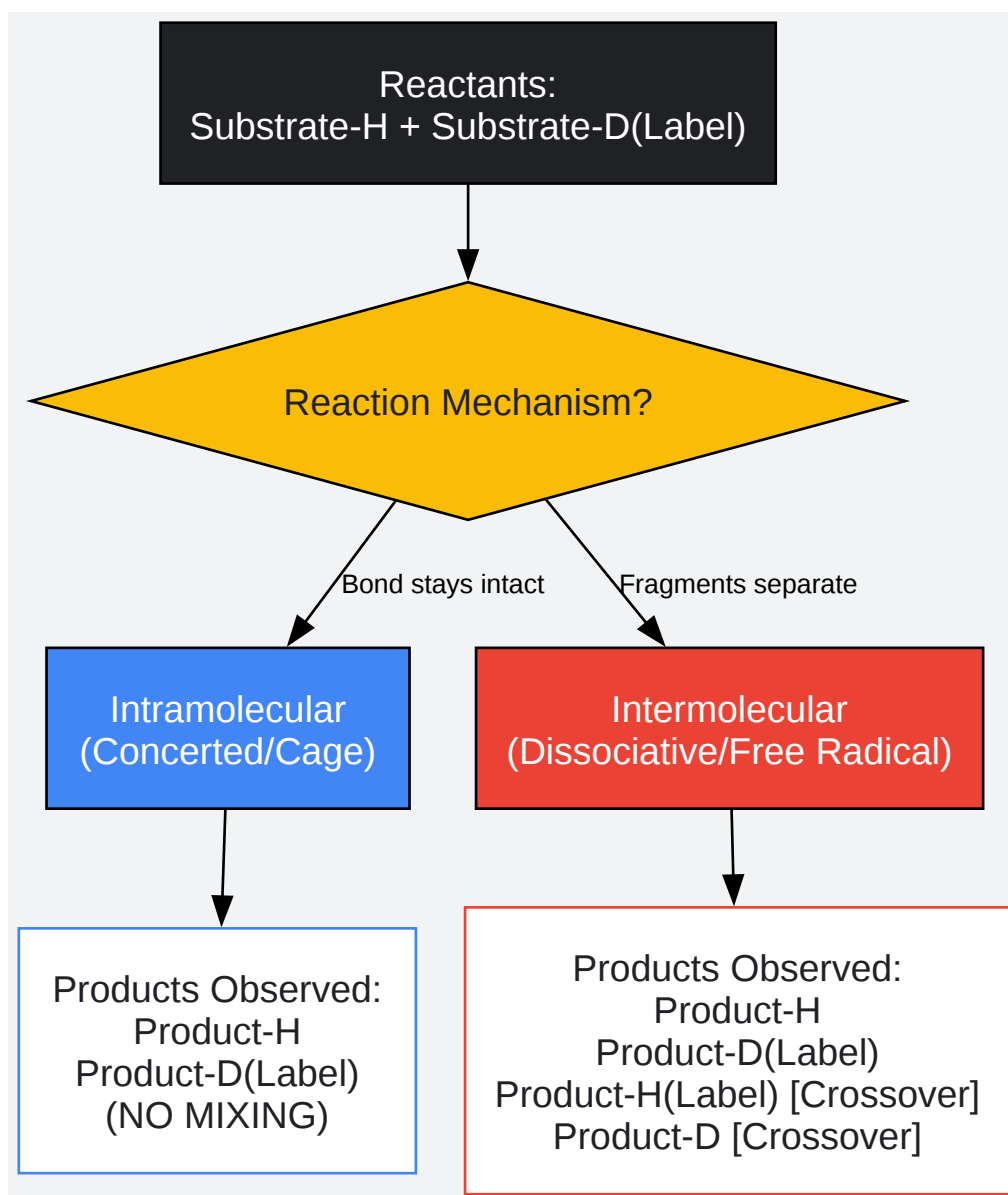 Reactants:
Substrate-H + Substrate-D(Label)
Reaction Mechanism?
Bond stays intact
Fragments separate
Intramolecular
(Concerted/Cage)
Intermolecular
(Dissociative/Free Radical)
Products Observed:
Product-H
Product-D(Label)
(NO MIXING)
Products Observed:
Product-H
Product-D(Label)
Product-H(Label) [Crossover]
Product-D [Crossover]